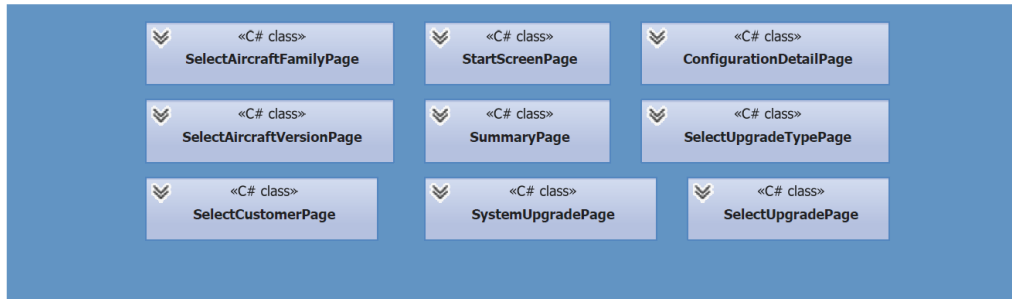 «C# class»
SelectAircraftFamilyPage
«C# class»
StartScreenPage
«C# class»
ConfigurationDetailPage
«C# class»
SelectAircraftVersionPage
«C# class»
SummaryPage
«C# class»
SelectUpgradeTypePage
«C# class»
SelectCustomerPage
«C# class»
SystemUpgradePage
«C# class»
SelectUpgradePage